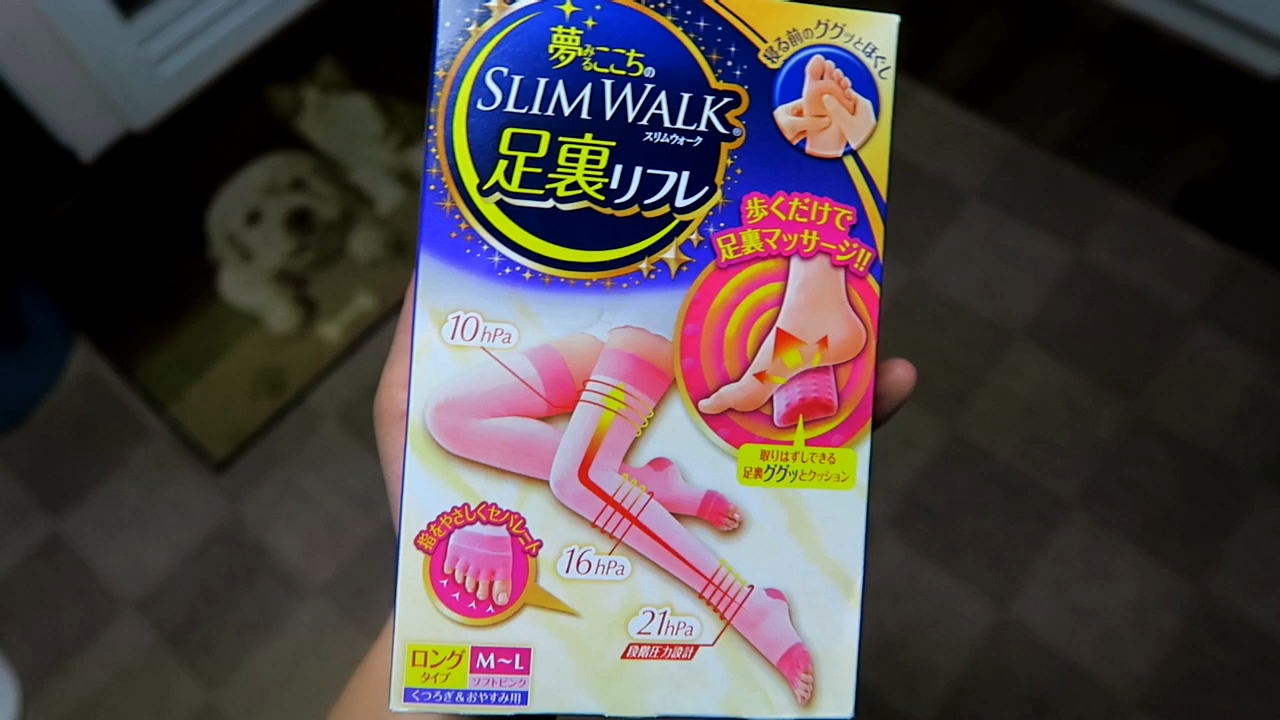 夢みるここちの
SLIMWALK®
スリムウォーク
足裏リフレ
寝る前のググッとほぐし
歩くだけで
足裏マッサージ!!
取りはずしできる
足裏ググッとクッション
10hPa
16hPa
21hPa
段階圧力設計
指をやさしくセパレート
ロング
タイプ
M~L
ソフトピンク
くつろぎ&おやすみ用